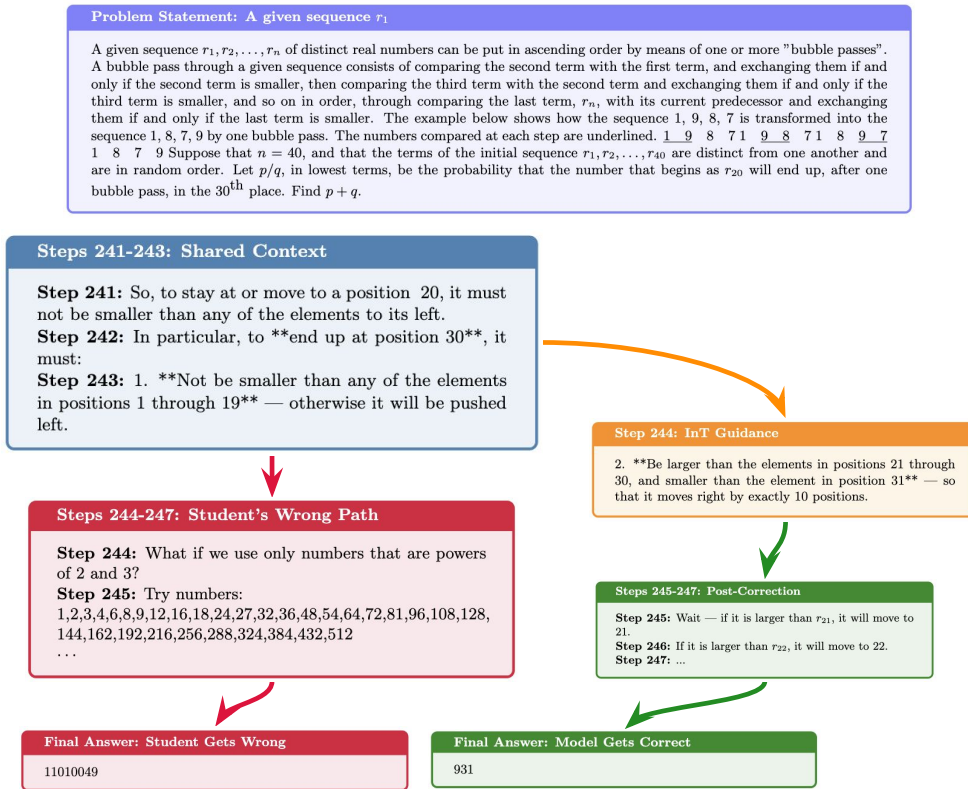 Problem Statement: A given sequence r₁
A given sequence r₁, r₂, . . . , rₙ of distinct real numbers can be put in ascending order by means of one or more ”bubble passes”.
A bubble pass through a given sequence consists of comparing the second term with the first term, and exchanging them if and
only if the second term is smaller, then comparing the third term with the second term and exchanging them if and only if the
third term is smaller, and so on in order, through comparing the last term, rₙ, with its current predecessor and exchanging
them if and only if the last term is smaller. The example below shows how the sequence 1, 9, 8, 7 is transformed into the
sequence 1, 8, 7, 9 by one bubble pass. The numbers compared at each step are underlined. 1 9 8 7 1 9 8 7 1 8 9 7
1 8 7 9 Suppose that n = 40, and that the terms of the initial sequence r₁, r₂, . . . , r₄₀ are distinct from one another and
are in random order. Let p/q, in lowest terms, be the probability that the number that begins as r₂₀ will end up, after one
bubble pass, in the 30th place. Find p + q.
Steps 241-243: Shared Context
Step 241: So, to stay at or move to a position 20, it must
not be smaller than any of the elements to its left.
Step 242: In particular, to **end up at position 30**, it
must:
Step 243: 1. **Not be smaller than any of the elements
in positions 1 through 19** — otherwise it will be pushed
left.
Step 244: InT Guidance
2. **Be larger than the elements in positions 21 through
30, and smaller than the element in position 31** — so
that it moves right by exactly 10 positions.
Steps 244-247: Student's Wrong Path
Step 244: What if we use only numbers that are powers
of 2 and 3?
Step 245: Try numbers:
1,2,3,4,6,8,9,12,16,18,24,27,32,36,48,54,64,72,81,96,108,128,
144,162,192,216,256,288,324,384,432,512
. . .
Steps 245-247: Post-Correction
Step 245: Wait — if it is larger than r₂₁, it will move to
21.
Step 246: If it is larger than r₂₂, it will move to 22.
Step 247: ...
Final Answer: Student Gets Wrong
11010049
Final Answer: Model Gets Correct
931